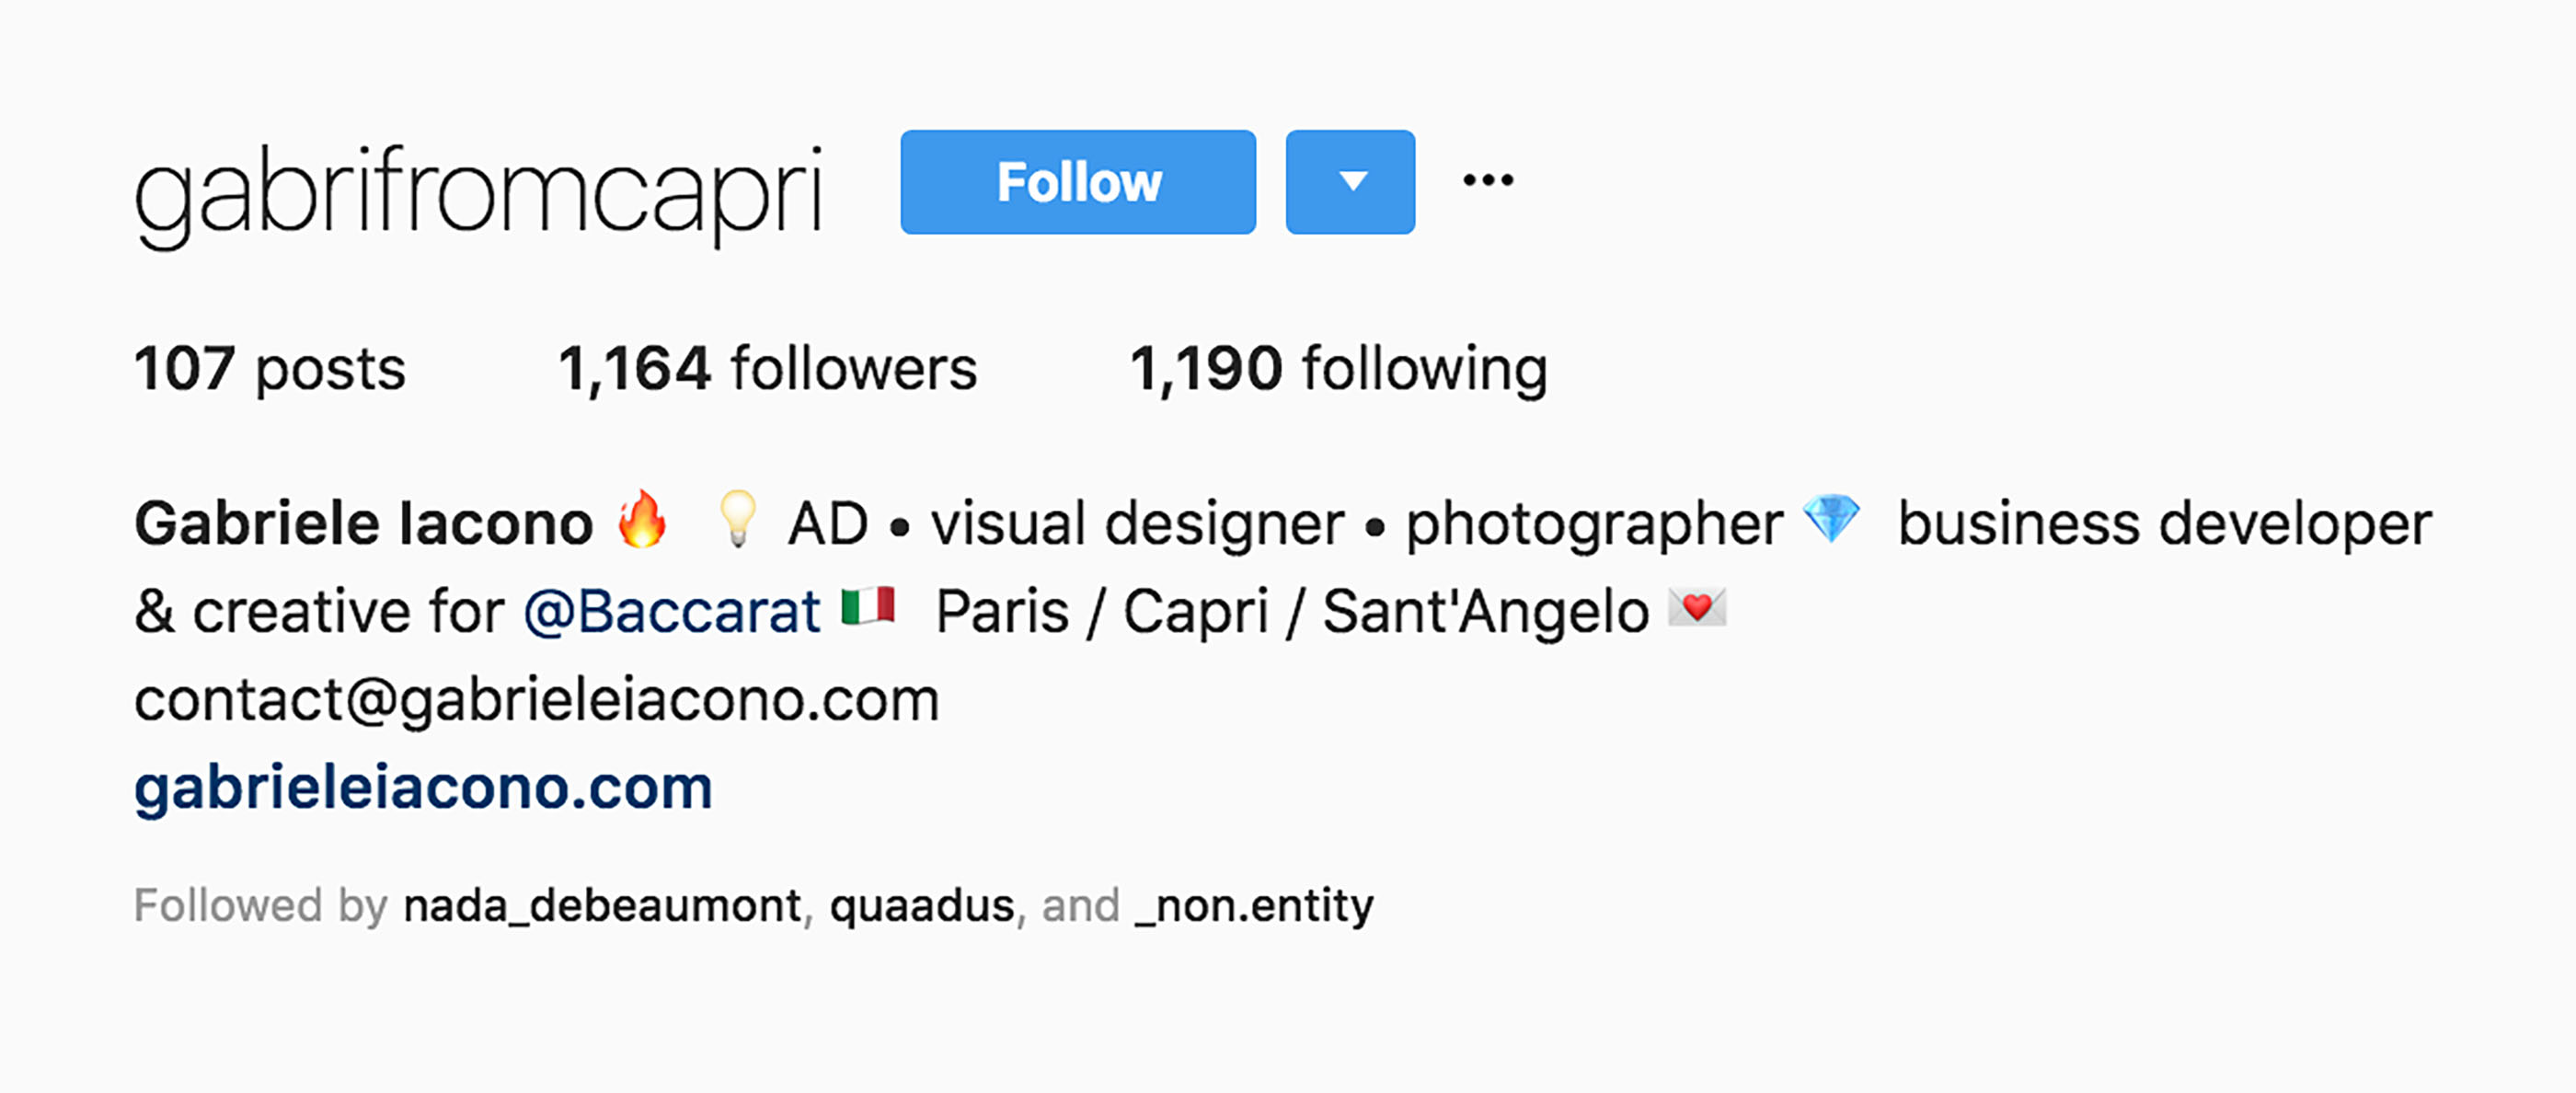 gabrifromcapri Follow
107 posts 1,164 followers 1,190 following
Gabriele Iacono 🔥 💡 AD • visual designer • photographer 💎 business developer
& creative for @Baccarat 🇮🇹 Paris / Capri / Sant'Angelo 💌
contact@gabrieleiacono.com
gabrieleiacono.com
Followed by nada_debeaumont, quaadus, and _non.entity